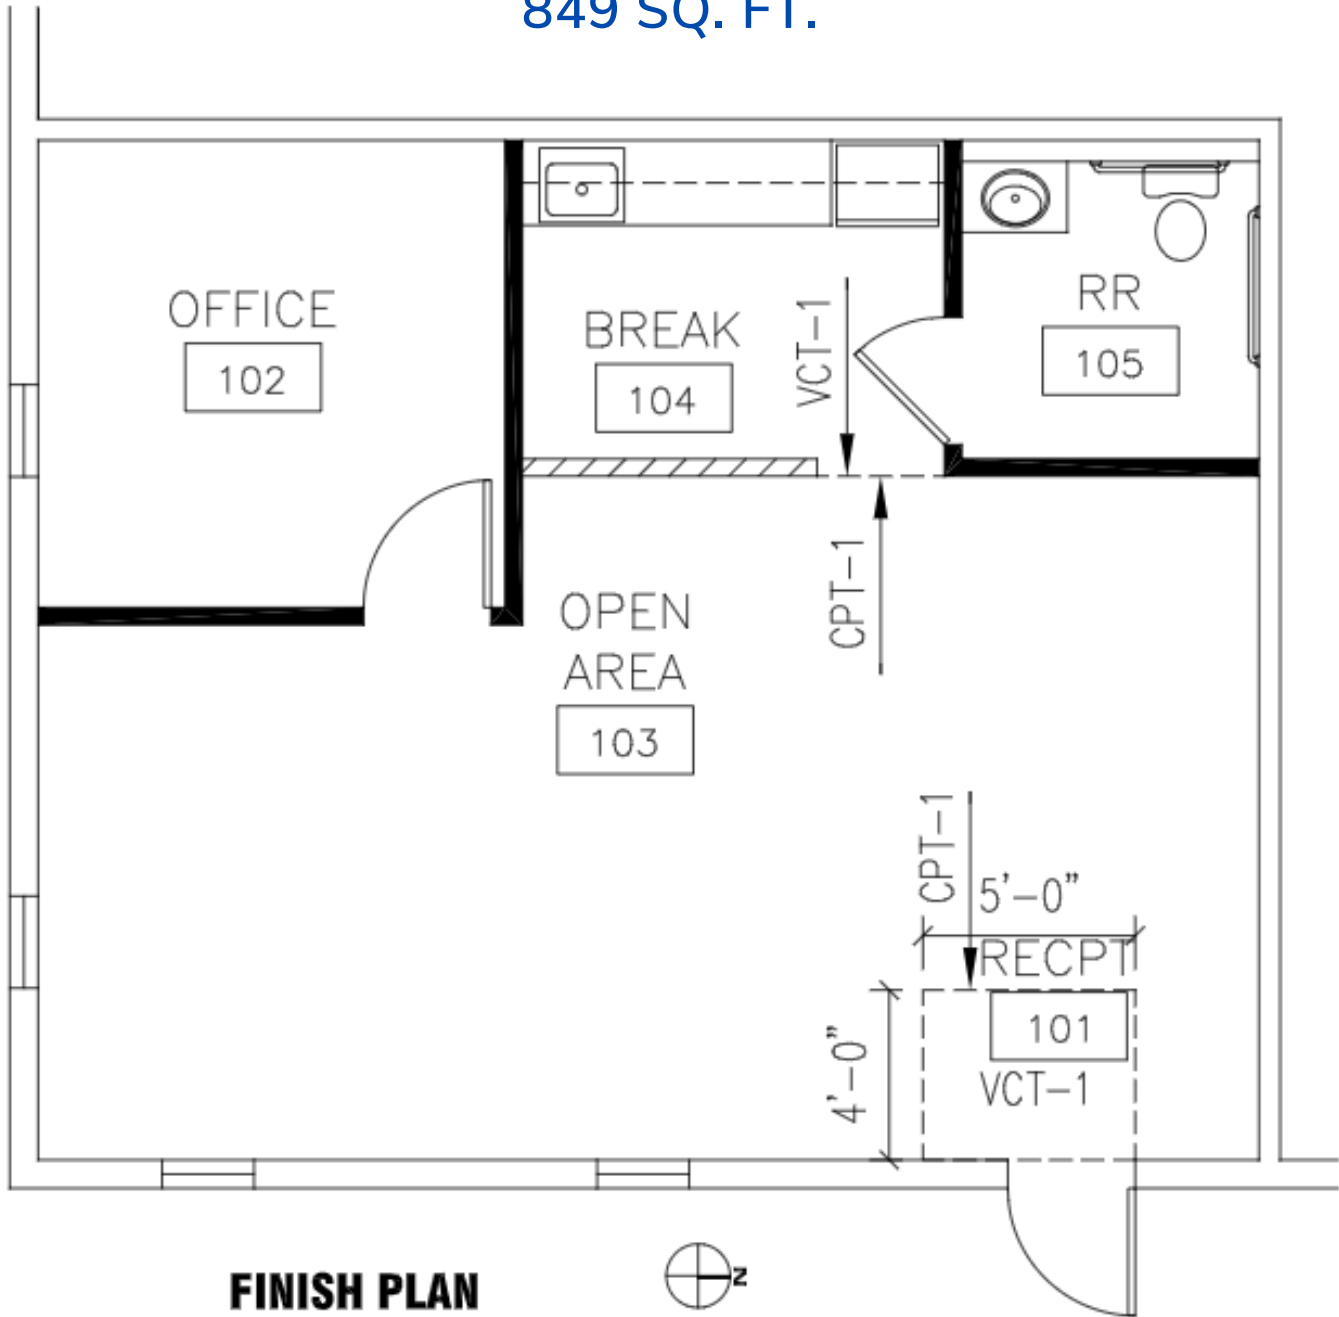 849 SQ. FT.
OFFICE
102
BREAK
104
VCT-1
RR
105
CPT-1
OPEN
AREA
103
CPT-1
5'-0"
RECPT
101
4'-0"
VCT-1
FINISH PLAN
N